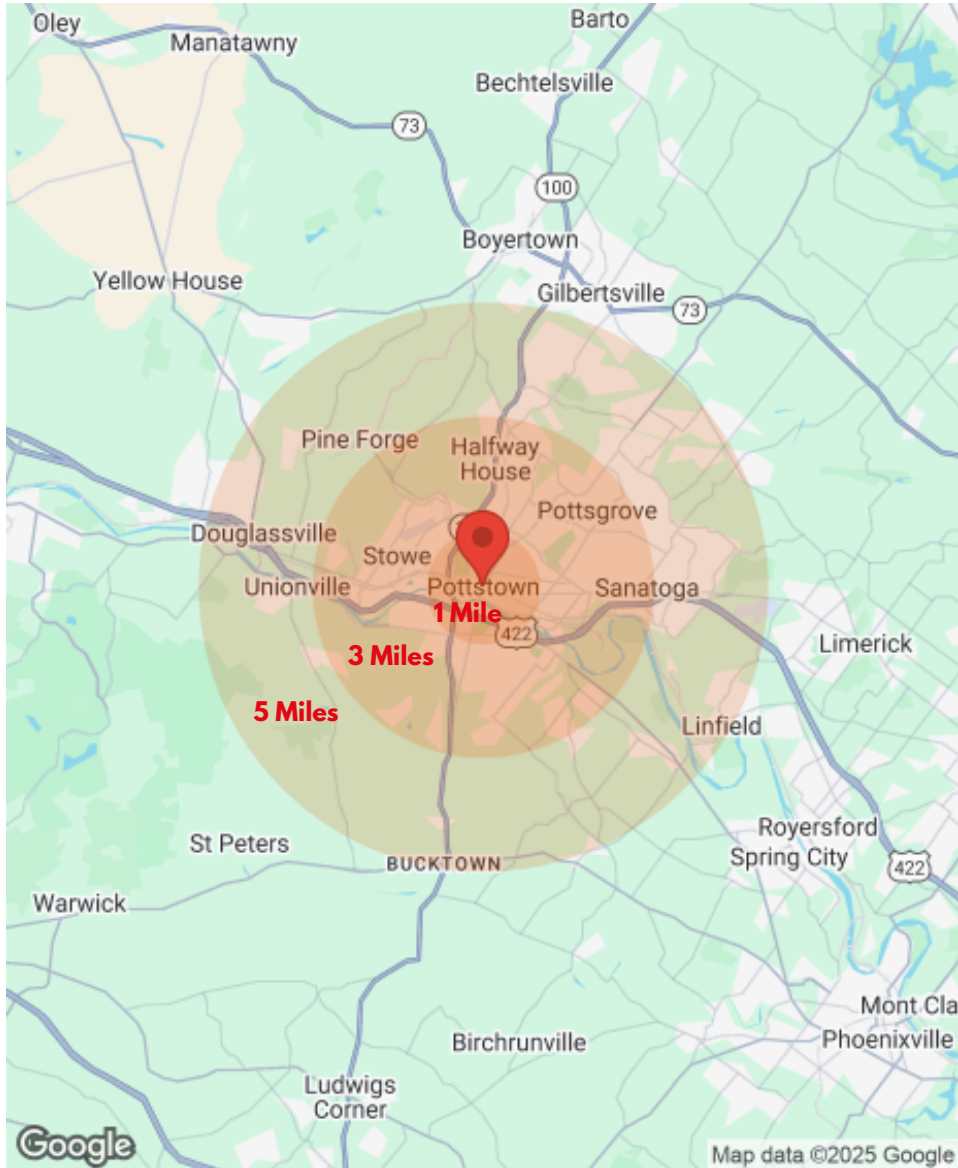 Oley
Barto
Manatawny
Bechtelsville
73
100
Boyertown
Yellow House
Gilbertsville
73
Pine Forge
Halfway
House
Pottsgrove
Douglassville
Stowe
Unionville
Pottstown
Sanatoga
1 Mile
422
3 Miles
Limerick
5 Miles
Linfield
Royersford
St Peters
Spring City
BUCKTOWN
422
Warwick
Mont Cla
Birchrunville
Phoenixville
Ludwigs
Corner
Google
Map data ©2025 Google